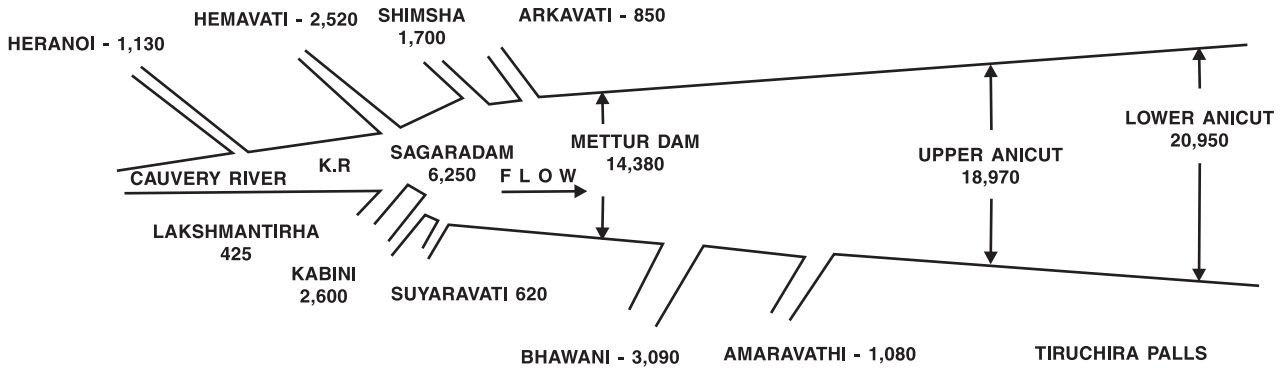 HERANOI - 1,130
HEMAVATI - 2,520
SHIMSHA
1,700
ARKAVATI - 850
METTUR DAM
14,380
UPPER ANICUT
18,970
LOWER ANICUT
20,950
CAUVERY RIVER
K.R
SAGARADAM
6,250
FLOW
LAKSHMANTIRHA
425
KABINI
2,600
SUYARAVATI 620
BHAWANI - 3,090
AMARAVATHI - 1,080
TIRUCHIRA PALLS